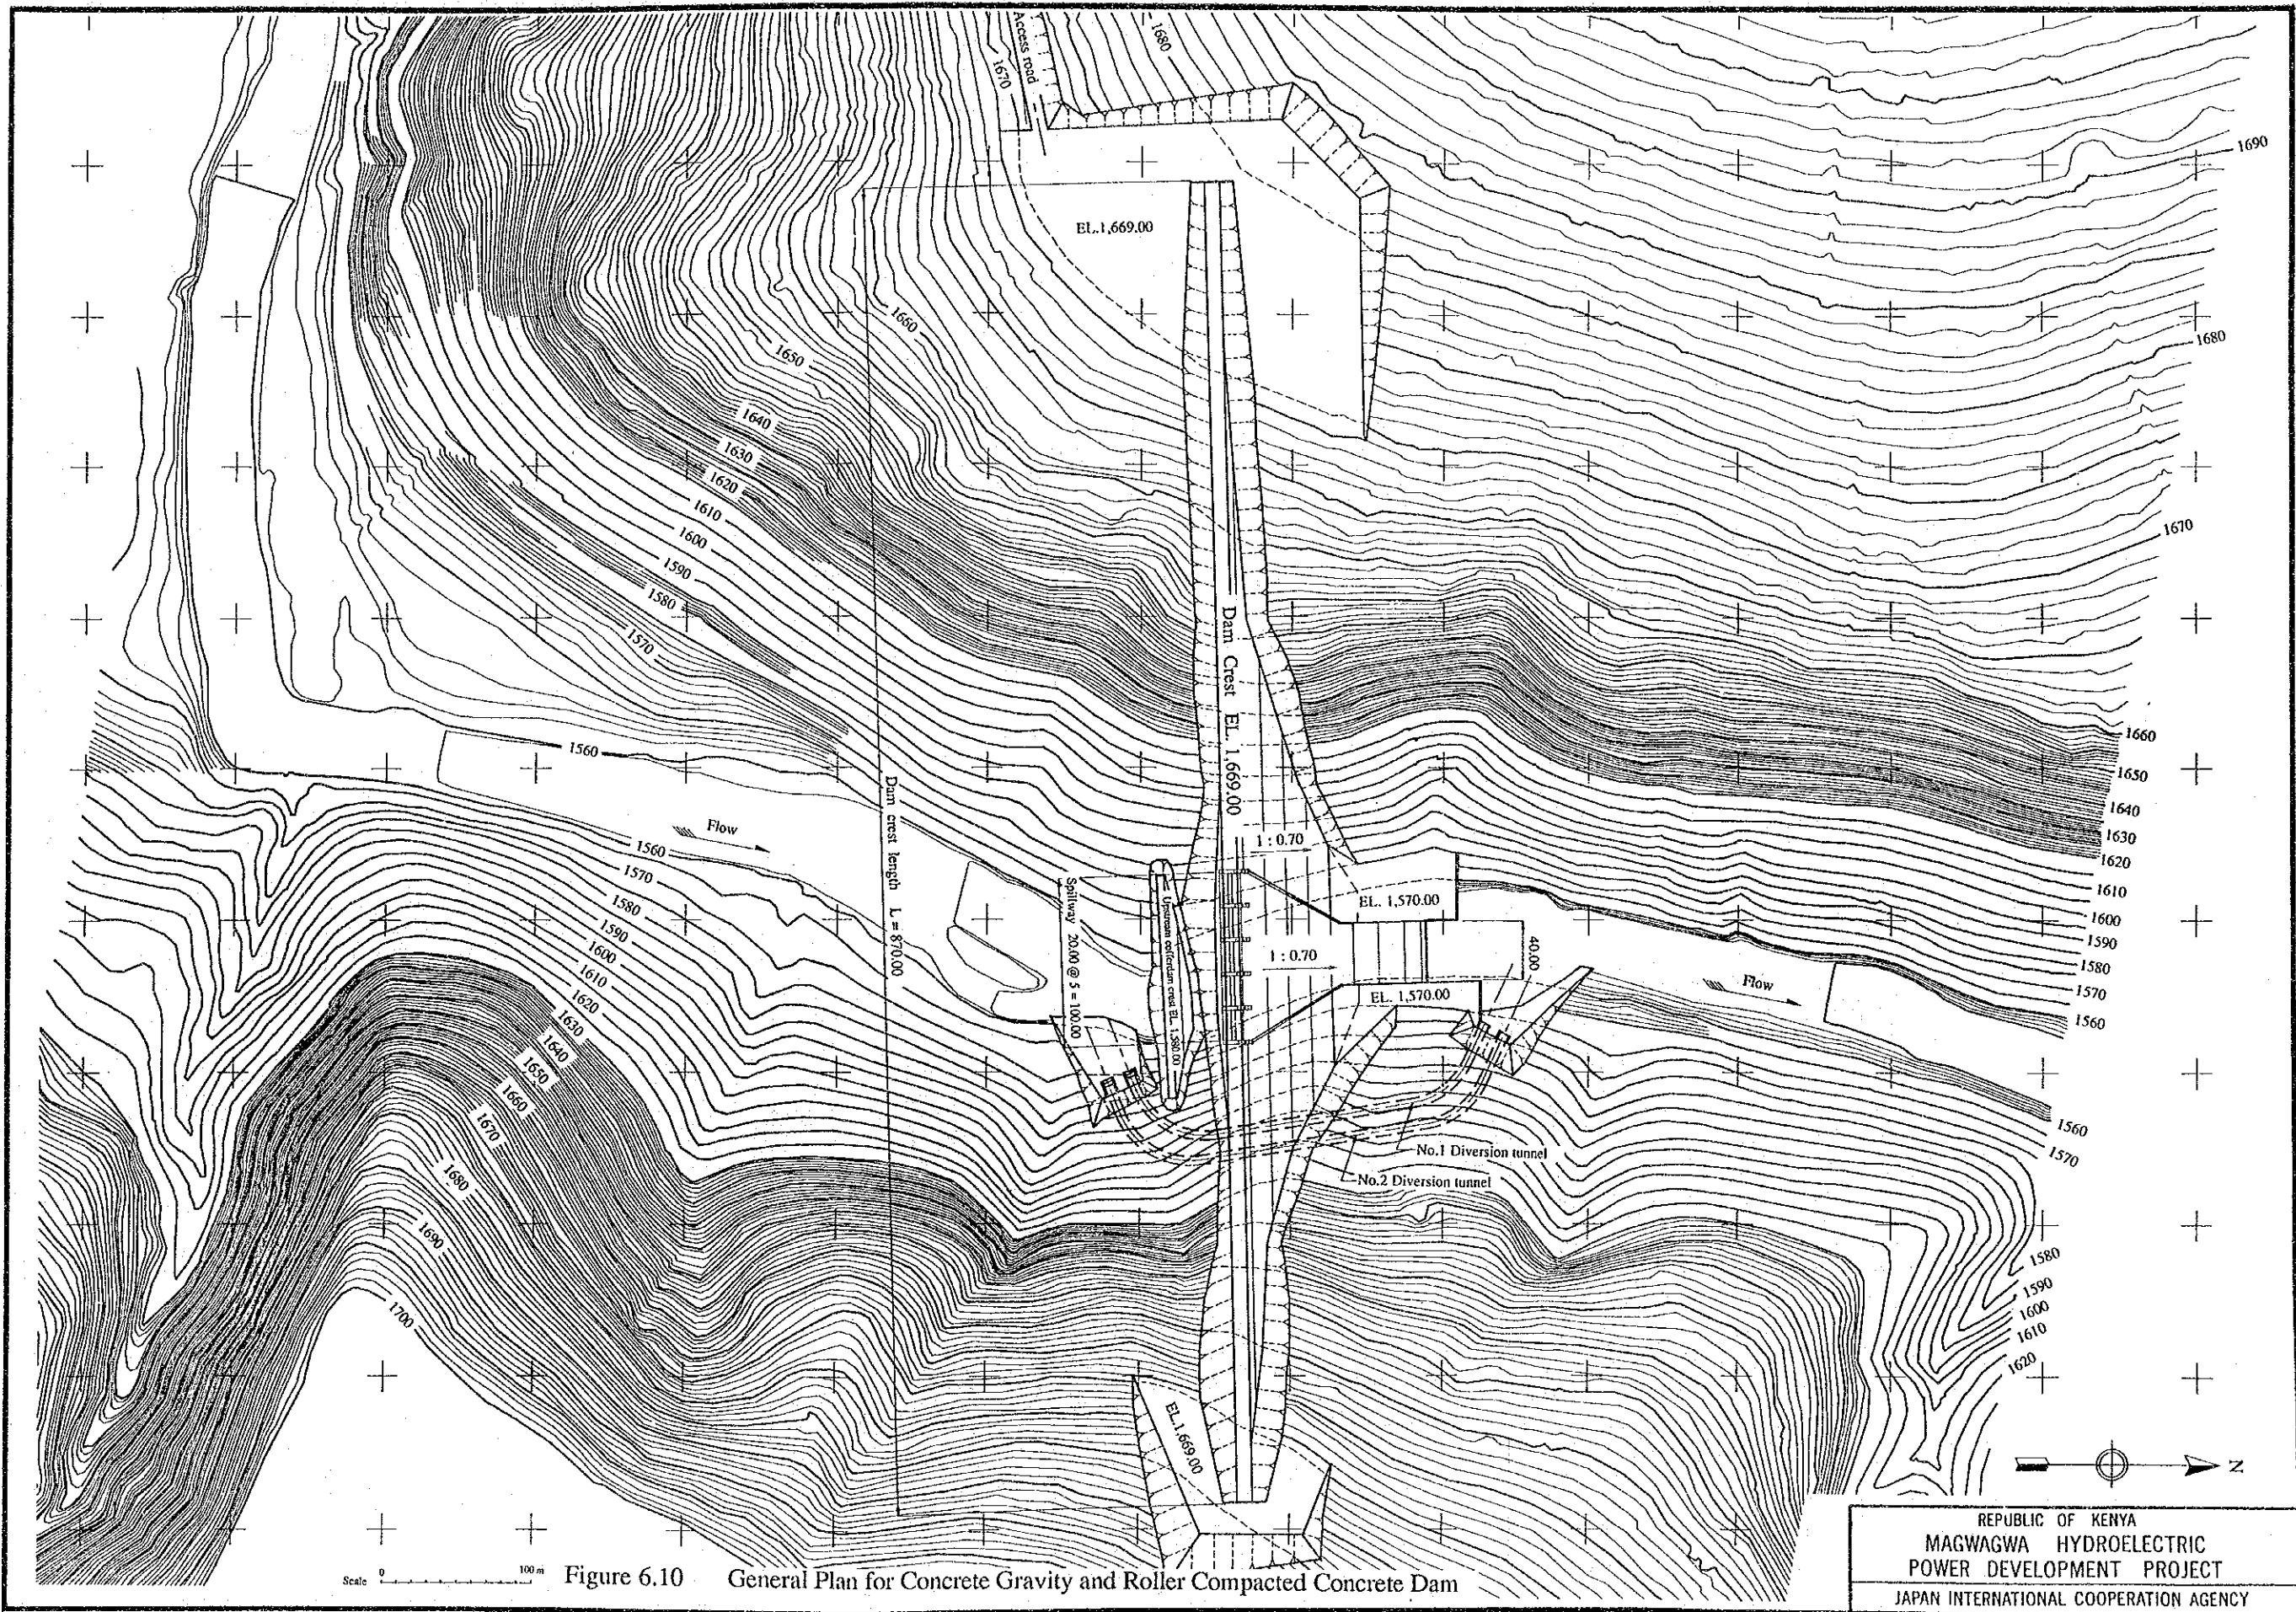 Access road
1670
1680
1690
EL.1,669.00
1660
1680
1650
1640
1630
1620
1610
1600
1590
1580
1570
1670
Dam Crest EL. 1,669.00
1560
1660
1650
1640
1630
1620
1610
1600
1590
1580
1570
1560
Dam crest length L = 870.00
Flow
1 : 0.70
1560
1570
1580
1590
1600
1610
1620
1630
1640
1650
1660
1670
1680
1690
1700
Spillway 20.00 @ 5 = 100.00
Upstream cofferdam crest EL. 1,580.00
EL. 1,570.00
1 : 0.70
40.00
EL. 1,570.00
Flow
No.1 Diversion tunnel
No.2 Diversion tunnel
1560
1570
1580
1590
1600
1610
1620
EL.1,669.00
N
Scale 0 100 m
Figure 6.10 General Plan for Concrete Gravity and Roller Compacted Concrete Dam
REPUBLIC OF KENYA
MAGWAGWA HYDROELECTRIC
POWER DEVELOPMENT PROJECT
JAPAN INTERNATIONAL COOPERATION AGENCY